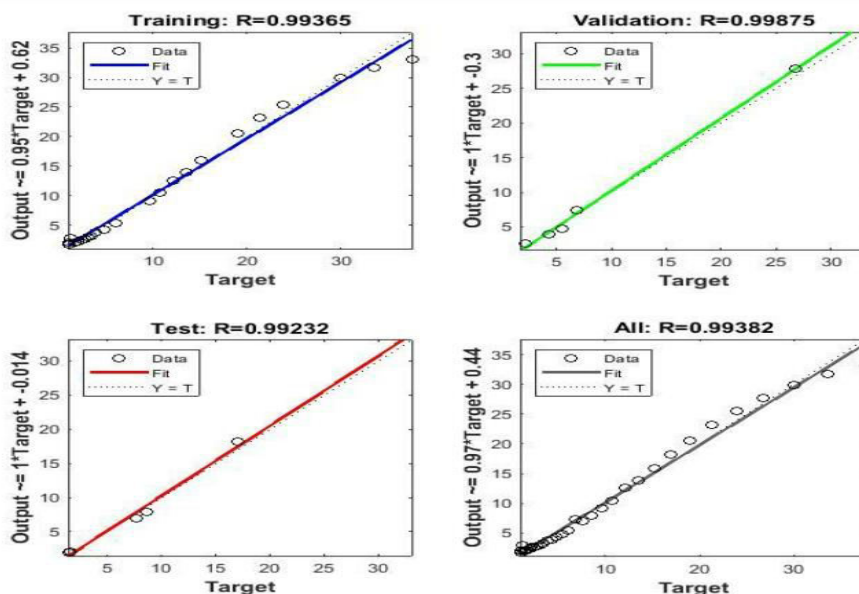 Training: R=0.99365
Output ~= 0.95*Target + 0.62
35
30
25
20
15
10
5
Data
Fit
Y = T
10
20
30
Target
Validation: R=0.99875
Output ~= 1*Target + -0.3
30
25
20
15
10
5
Data
Fit
Y = T
5
10
15
20
25
30
Target
Test: R=0.99232
Output ~= 1*Target + -0.014
30
25
20
15
10
5
Data
Fit
Y = T
5
10
15
20
25
30
Target
All: R=0.99382
Output ~= 0.97*Target + 0.44
35
30
25
20
15
10
5
Data
Fit
Y = T
10
20
30
Target